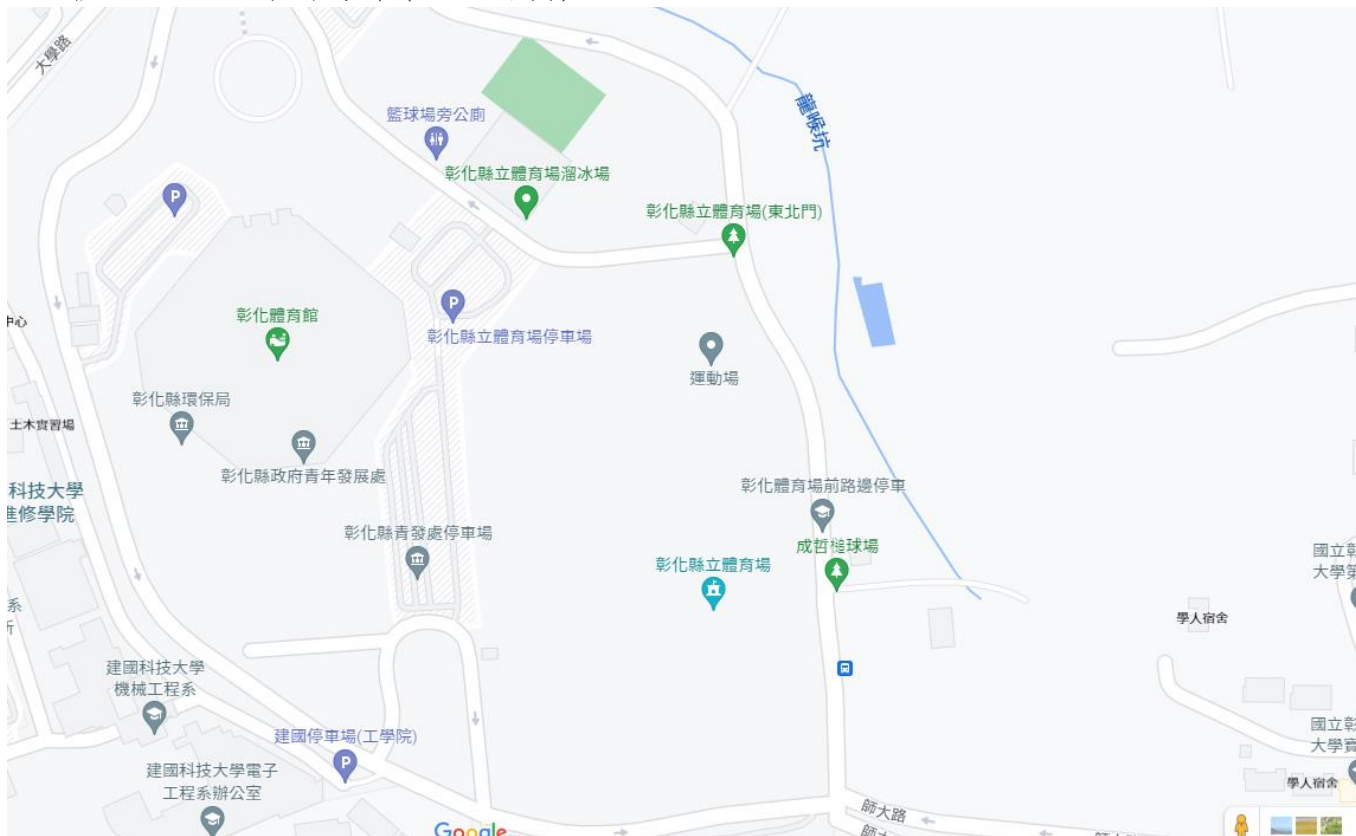 大學路
籃球場旁公廁
龍喉坑
彰化縣立體育場溜冰場
彰化縣立體育場(東北門)
P
彰化體育館
P
彰化縣立體育場停車場
中心
運動場
彰化縣環保局
土木實習場
彰化縣政府青年發展處
科技大學
進修學院
彰化體育場前路邊停車
彰化縣青發處停車場
成哲槌球場
彰化縣立體育場
國立彰
大學第
系
所
學人宿舍
建國科技大學
機械工程系
國立彰
大學寶
建國停車場(工學院)
P
建國科技大學電子
工程系辦公室
學人宿舍
師大路
Google